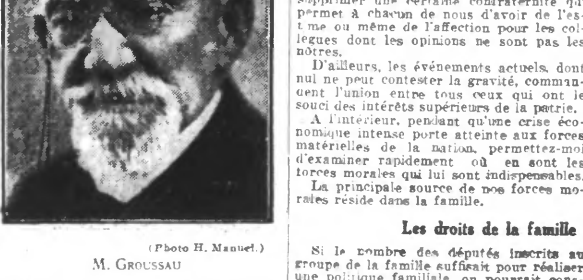 (Photo H. Manuel.)
M. GROUSSAU
supprimer une certaine confraternité qui
permet à chacun de nous d'avoir de l'es-
time ou même de l'affection pour les col-
lègues dont les opinions ne sont pas les
nôtres.
D'ailleurs, les événements actuels, dont
nul ne peut contester la gravité, comman-
dent l'union entre tous ceux qui ont le
souci des intérêts supérieurs de la patrie.
A l'intérieur, pendant qu'une crise éco-
nomique intense porte atteinte aux forces
matérielles de la nation, permettez-moi
d'examiner rapidement où en sont les
forces morales qui lui sont indispensables.
La principale source de nos forces mo-
rales réside dans la famille.
Les droits de la famille
Si le nombre des députés inscrits au
groupe de la famille suffisait pour réaliser
une politique familiale, on pourrait